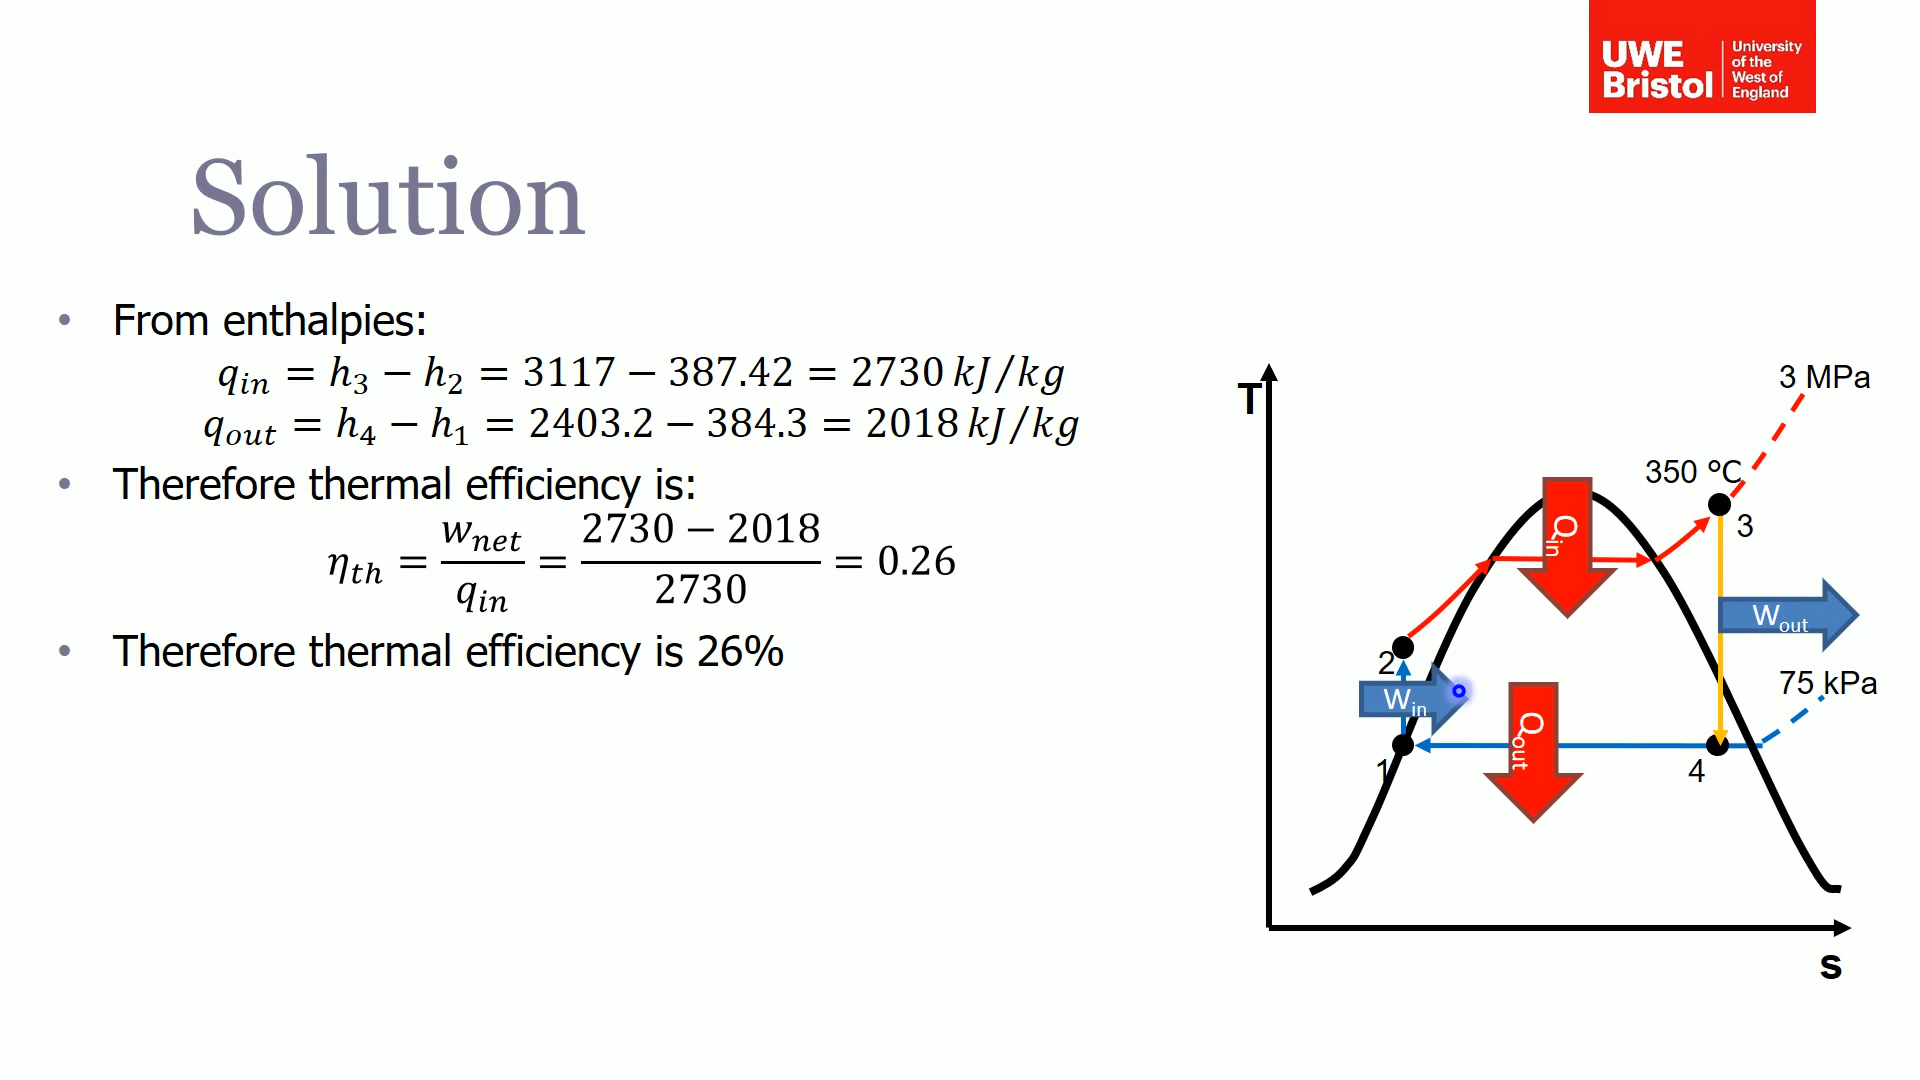 UWE Bristol
University of the West of England
Solution
• From enthalpies:
q_in = h_3 − h_2 = 3117 − 387.42 = 2730 kJ/kg
q_out = h_4 − h_1 = 2403.2 − 384.3 = 2018 kJ/kg
• Therefore thermal efficiency is:
η_th = w_net / q_in = (2730 − 2018) / 2730 = 0.26
• Therefore thermal efficiency is 26%
T
3 MPa
350 °C
3
Q_in
W_out
2
75 kPa
W_in
Q_out
1
4
s